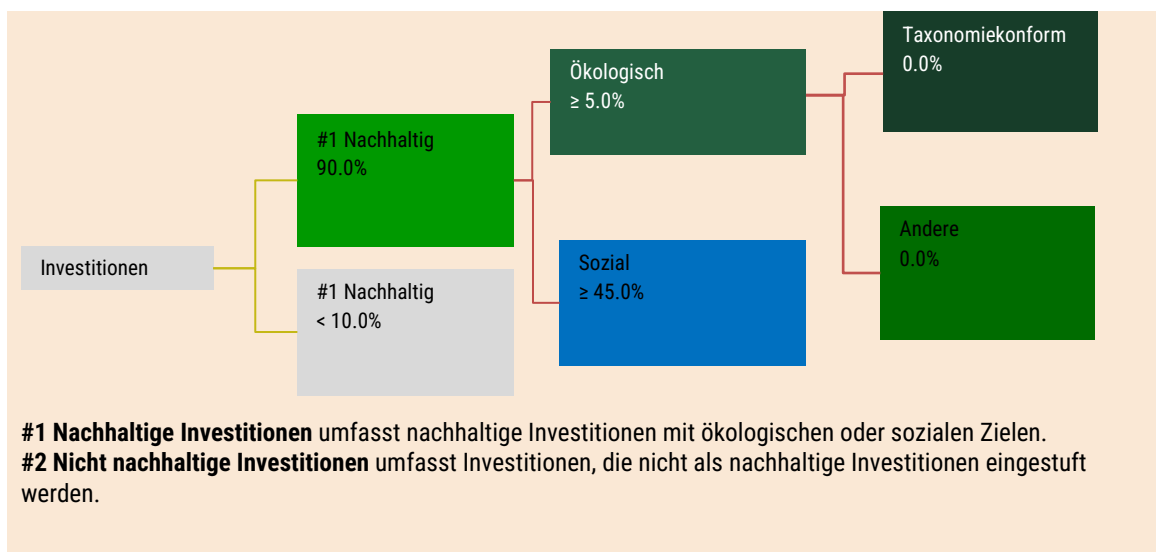 Taxonomiekonform
0.0%
Ökologisch
≥ 5.0%
#1 Nachhaltig
90.0%
Andere
0.0%
Investitionen
Sozial
≥ 45.0%
#1 Nachhaltig
< 10.0%
#1 Nachhaltige Investitionen umfasst nachhaltige Investitionen mit ökologischen oder sozialen Zielen.
#2 Nicht nachhaltige Investitionen umfasst Investitionen, die nicht als nachhaltige Investitionen eingestuft
werden.